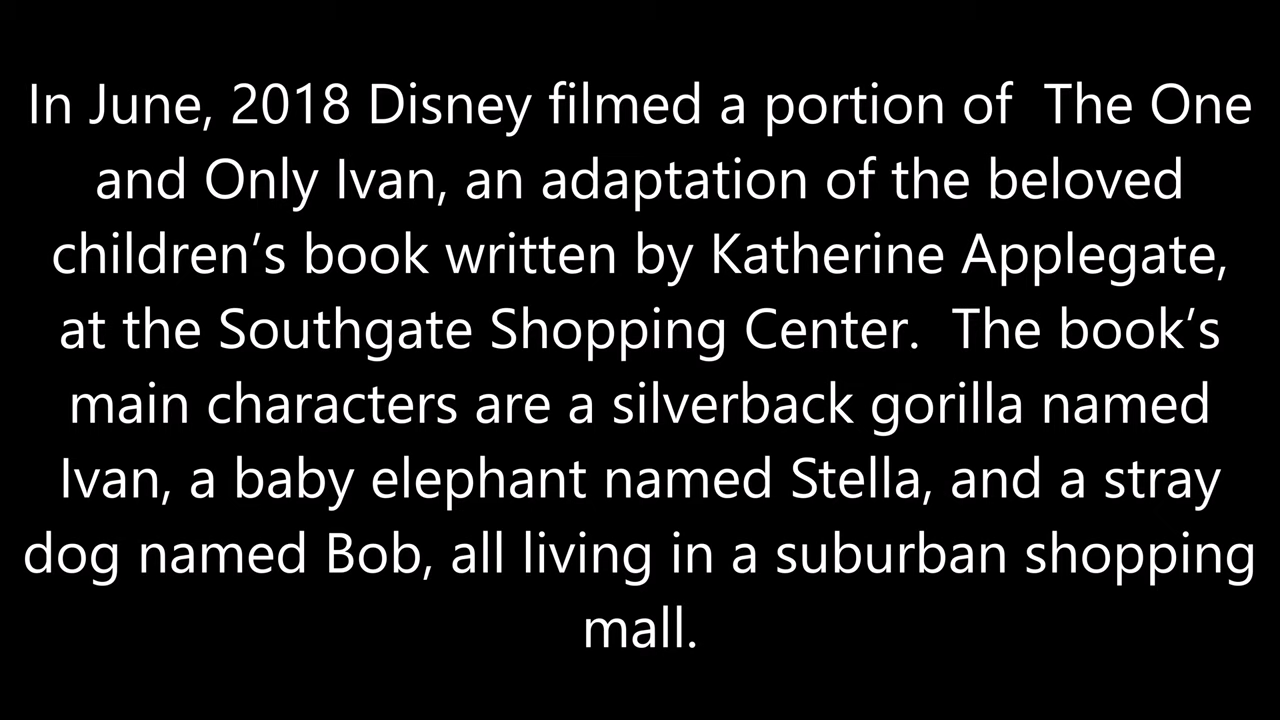 In June, 2018 Disney filmed a portion of  The One
and Only Ivan, an adaptation of the beloved
children’s book written by Katherine Applegate,
at the Southgate Shopping Center.  The book’s
main characters are a silverback gorilla named
Ivan, a baby elephant named Stella, and a stray
dog named Bob, all living in a suburban shopping
mall.